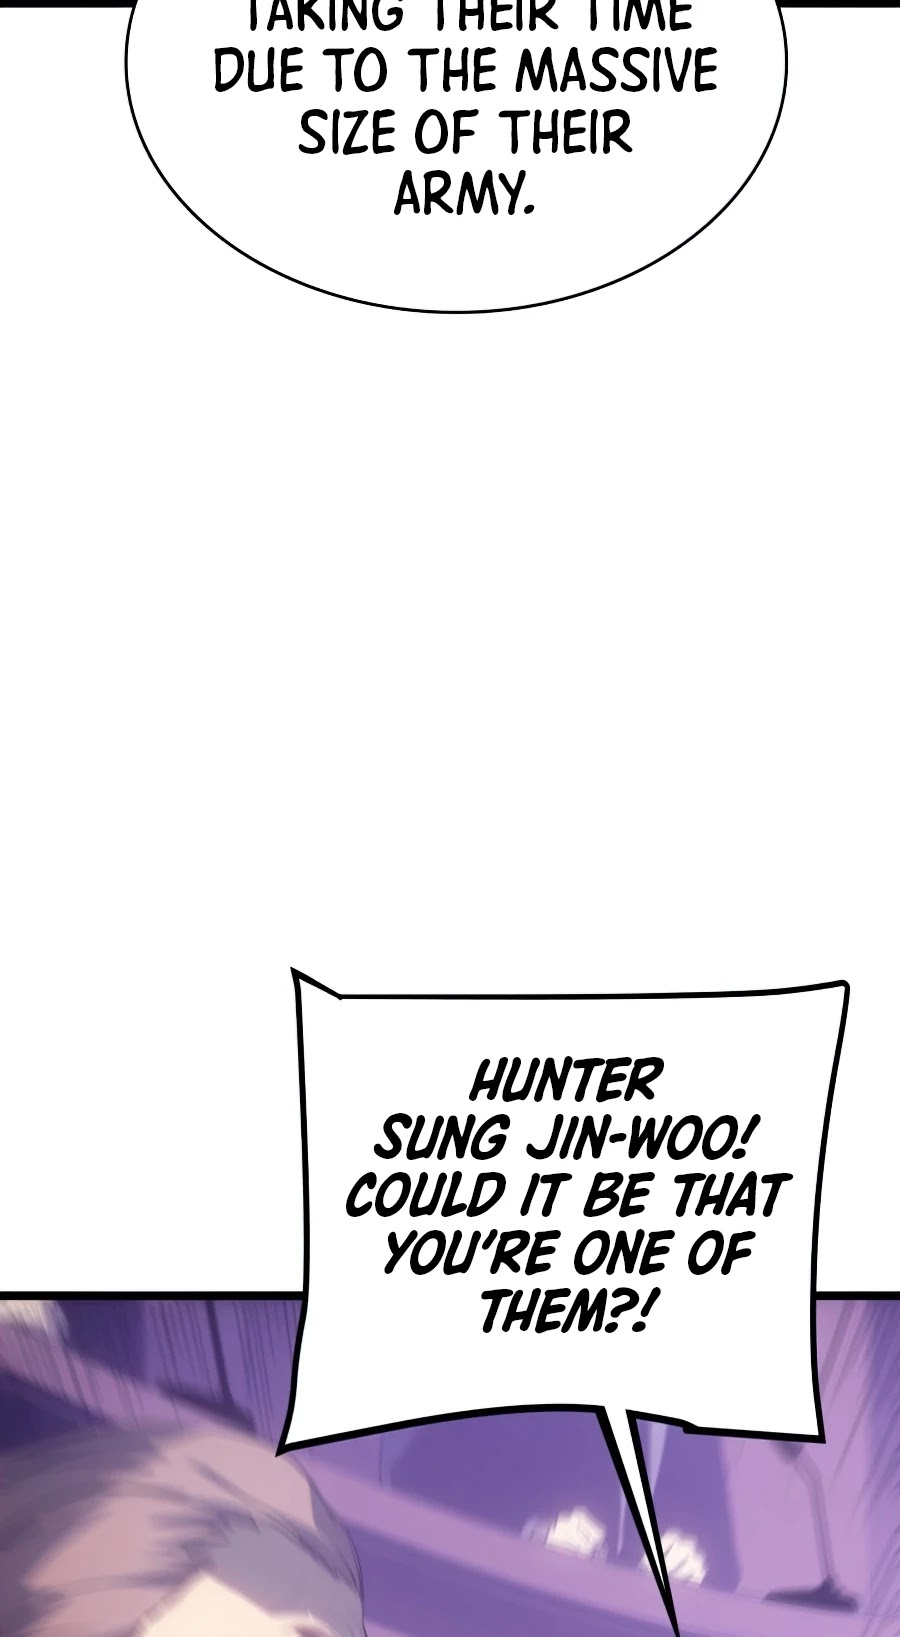 TAKING THEIR TIME
DUE TO THE MASSIVE
SIZE OF THEIR
ARMY.
HUNTER
SUNG JIN-WOO!
COULD IT BE THAT
YOU'RE ONE OF
THEM?!